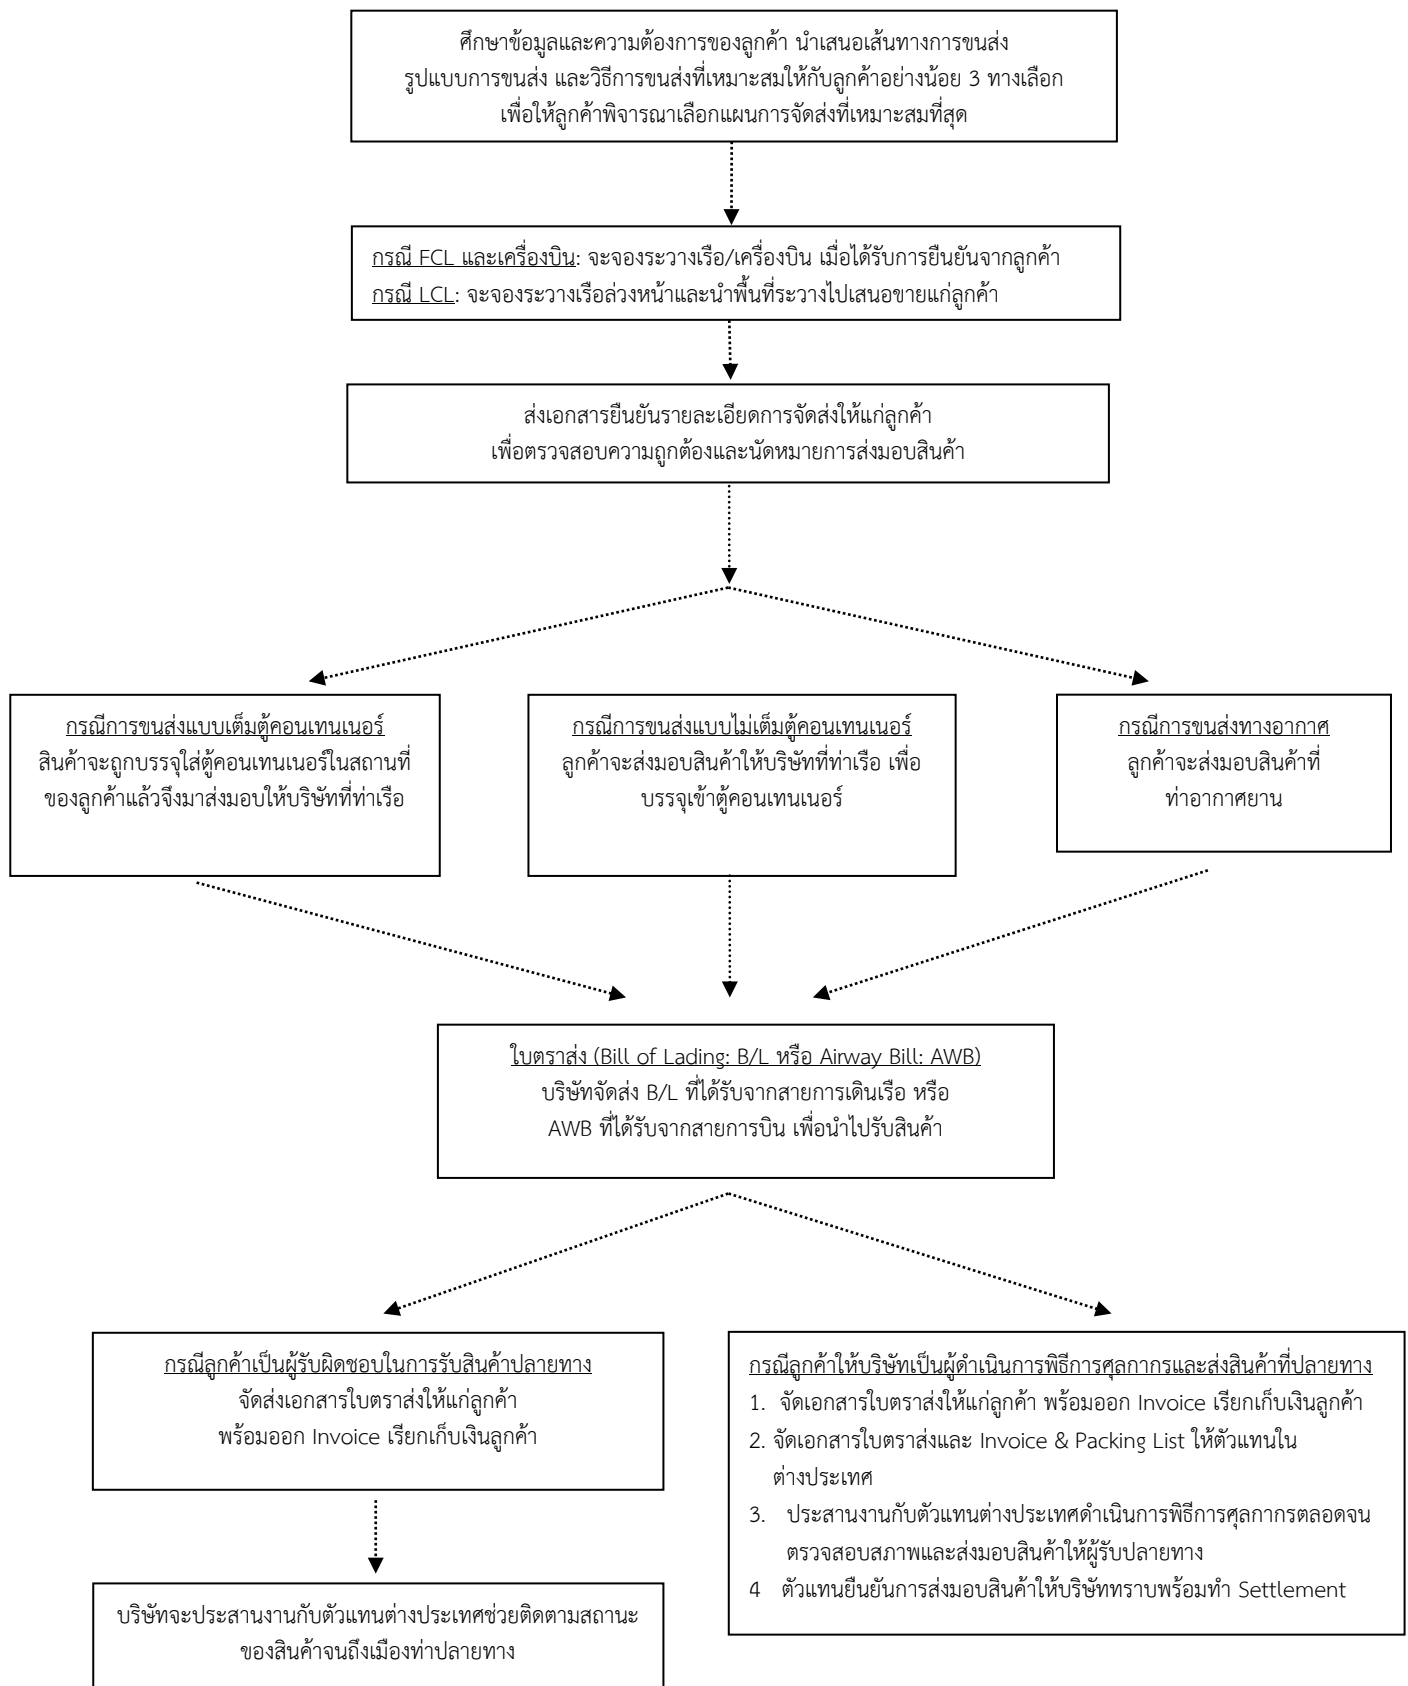 ศึกษาข้อมูลและความต้องการของลูกค้า นำเสนอเส้นทางการขนส่ง
รูปแบบการขนส่ง และวิธีการขนส่งที่เหมาะสมให้กับลูกค้าอย่างน้อย 3 ทางเลือก
เพื่อให้ลูกค้าพิจารณาเลือกแผนการจัดส่งที่เหมาะสมที่สุด
กรณี FCL และเครื่องบิน: จะจองระวางเรือ/เครื่องบิน เมื่อได้รับการยืนยันจากลูกค้า
กรณี LCL: จะจองระวางเรือล่วงหน้าและนำพื้นที่ระวางไปเสนอขายแก่ลูกค้า
ส่งเอกสารยืนยันรายละเอียดการจัดส่งให้แก่ลูกค้า
เพื่อตรวจสอบความถูกต้องและนัดหมายการส่งมอบสินค้า
กรณีการขนส่งแบบเต็มตู้คอนเทนเนอร์
สินค้าจะถูกบรรจุใส่ตู้คอนเทนเนอร์ในสถานที่
ของลูกค้าแล้วจึงมาส่งมอบให้บริษัทที่ท่าเรือ
กรณีการขนส่งแบบไม่เต็มตู้คอนเทนเนอร์
ลูกค้าจะส่งมอบสินค้าให้บริษัทที่ท่าเรือ เพื่อ
บรรจุเข้าตู้คอนเทนเนอร์
กรณีการขนส่งทางอากาศ
ลูกค้าจะส่งมอบสินค้าที่
ท่าอากาศยาน
ใบตราส่ง (Bill of Lading: B/L หรือ Airway Bill: AWB)
บริษัทจัดส่ง B/L ที่ได้รับจากสายการเดินเรือ หรือ
AWB ที่ได้รับจากสายการบิน เพื่อนำไปรับสินค้า
กรณีลูกค้าเป็นผู้รับผิดชอบในการรับสินค้าปลายทาง
จัดส่งเอกสารใบตราส่งให้แก่ลูกค้า
พร้อมออก Invoice เรียกเก็บเงินลูกค้า
กรณีลูกค้าให้บริษัทเป็นผู้ดำเนินการพิธีการศุลกากรและส่งสินค้าที่ปลายทาง
1. จัดเอกสารใบตราส่งให้แก่ลูกค้า พร้อมออก Invoice เรียกเก็บเงินลูกค้า
2. จัดเอกสารใบตราส่งและ Invoice & Packing List ให้ตัวแทนใน
ต่างประเทศ
3. ประสานงานกับตัวแทนต่างประเทศดำเนินการพิธีการศุลกากรตลอดจน
ตรวจสอบสภาพและส่งมอบสินค้าให้ผู้รับปลายทาง
4 ตัวแทนยืนยันการส่งมอบสินค้าให้บริษัททราบพร้อมทำ Settlement
บริษัทจะประสานงานกับตัวแทนต่างประเทศช่วยติดตามสถานะ
ของสินค้าจนถึงเมืองท่าปลายทาง